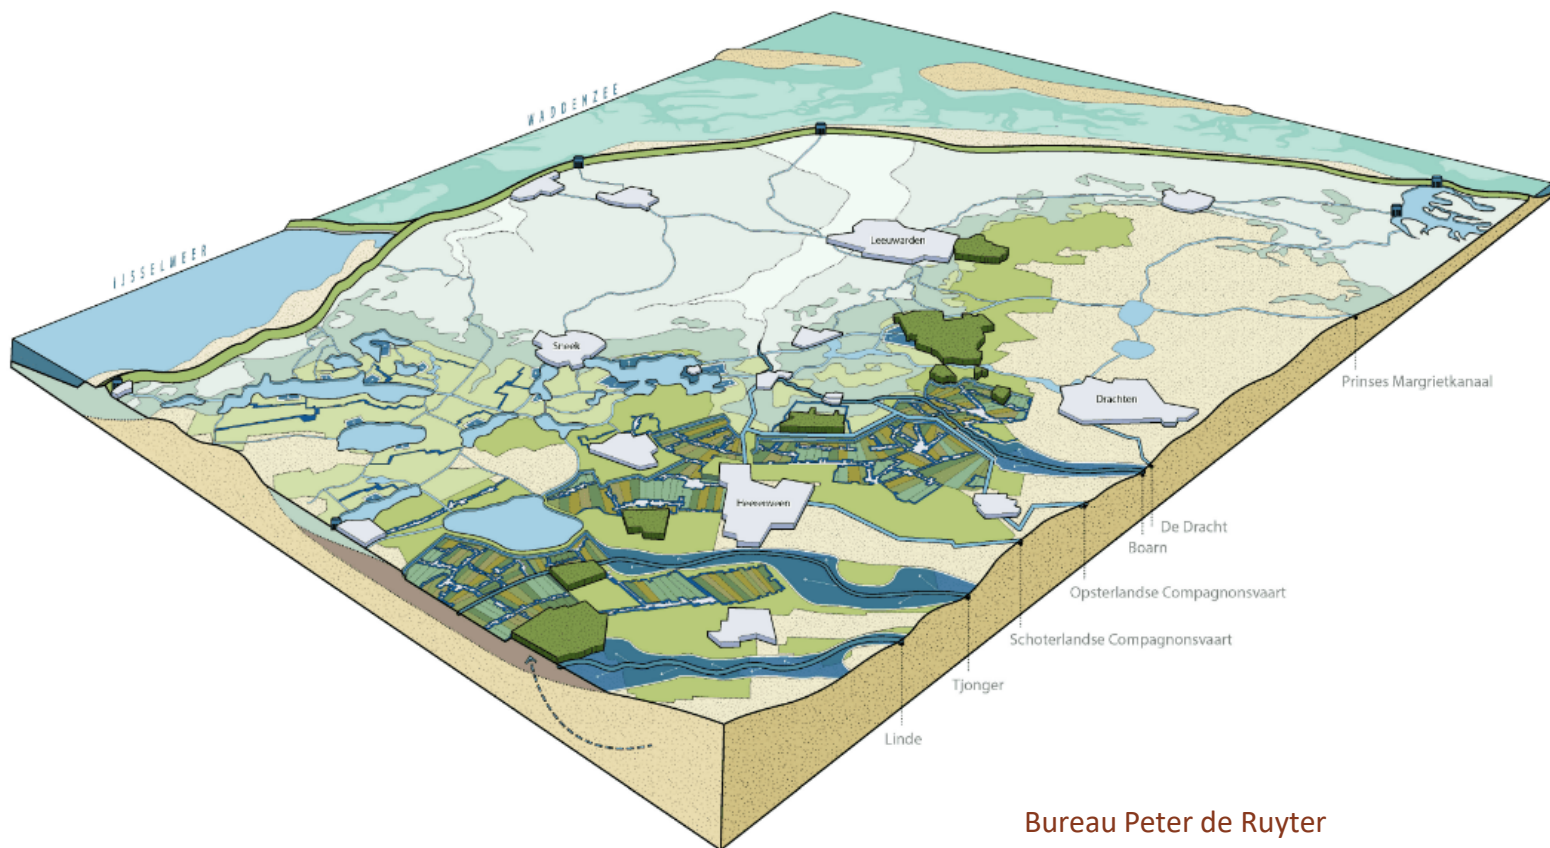 WADDENZEE
IJSSELMEER
Leeuwarden
Sneek
Prinses Margrietkanaal
Drachten
Heerenveen
De Dracht
Boarn
Opsterlandse Compagnonsvaart
Schoterlandse Compagnonsvaart
Tjonger
Linde
Bureau Peter de Ruyter